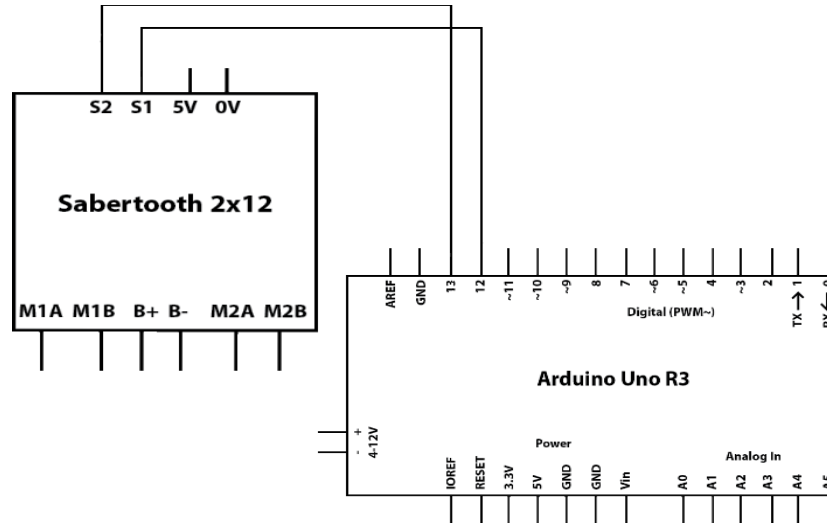 S2 S1 5V 0V
Sabertooth 2x12
M1A M1B B+ B- M2A M2B
AREF GND 13 12 ~11 ~10 ~9 8 7 ~6 ~5 4 ~3 2 1
Digital (PWM~)
TX→
Arduino Uno R3
+
-
4-12V
Power
Analog In
IOREF RESET 3.3V 5V GND GND Vin A0 A1 A2 A3 A4